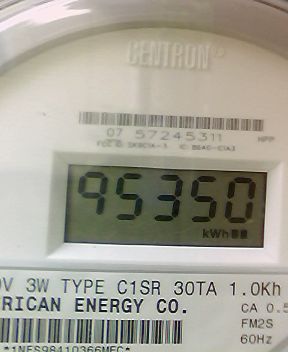 CENTRON
07 57245311
HPP
95350
kWh
V 3W TYPE C1SR 30TA 1.0Kh
RICAN ENERGY CO.
CA 0.5
FM2S
60Hz